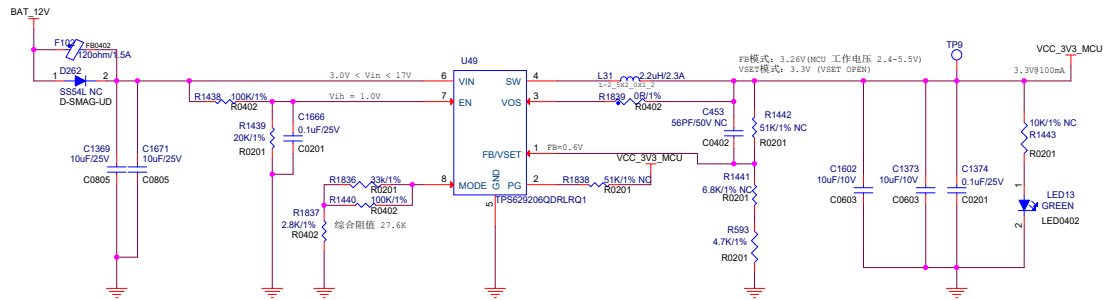 BAT_12V
F102
FB0402
120ohm/1.5A
D262
1
2
SS54L NC
D-SMAG-UD
3.0V < Vin < 17V
R1438
100K/1%
R0402
Vih = 1.0V
R1439
20K/1%
R0201
C1666
0.1uF/25V
C0201
C1369
10uF/25V
C0805
C1671
10uF/25V
C0805
R1836
33k/1%
R0201
R1440
100K/1%
R0402
R1837
2.8K/1%
R0402
综合阻值 27.6K
U49
6
VIN
7
EN
8
MODE
SW
4
VOS
3
FB/VSET
1
PG
2
GND
5
TPS629206QDRLRQ1
L31
2.2uH/2.3A
L-2_5X2_0X1_2
R1839
0R/1%
R0402
FB=0.6V
VCC_3V3_MCU
R1838
51K/1% NC
R0201
C453
56PF/50V NC
C0402
R1442
51K/1% NC
R0201
R1441
6.8K/1% NC
R0201
R593
4.7K/1%
R0201
FB模式: 3.26V(MCU 工作电压 2.4-5.5V)
VSET模式: 3.3V (VSET OPEN)
TP9
VCC_3V3_MCU
3.3V@100mA
C1602
10uF/10V
C0603
C1373
10uF/10V
C0603
C1374
0.1uF/25V
C0201
10K/1%
R1443
R0201
1
LED13
GREEN
2
LED0402